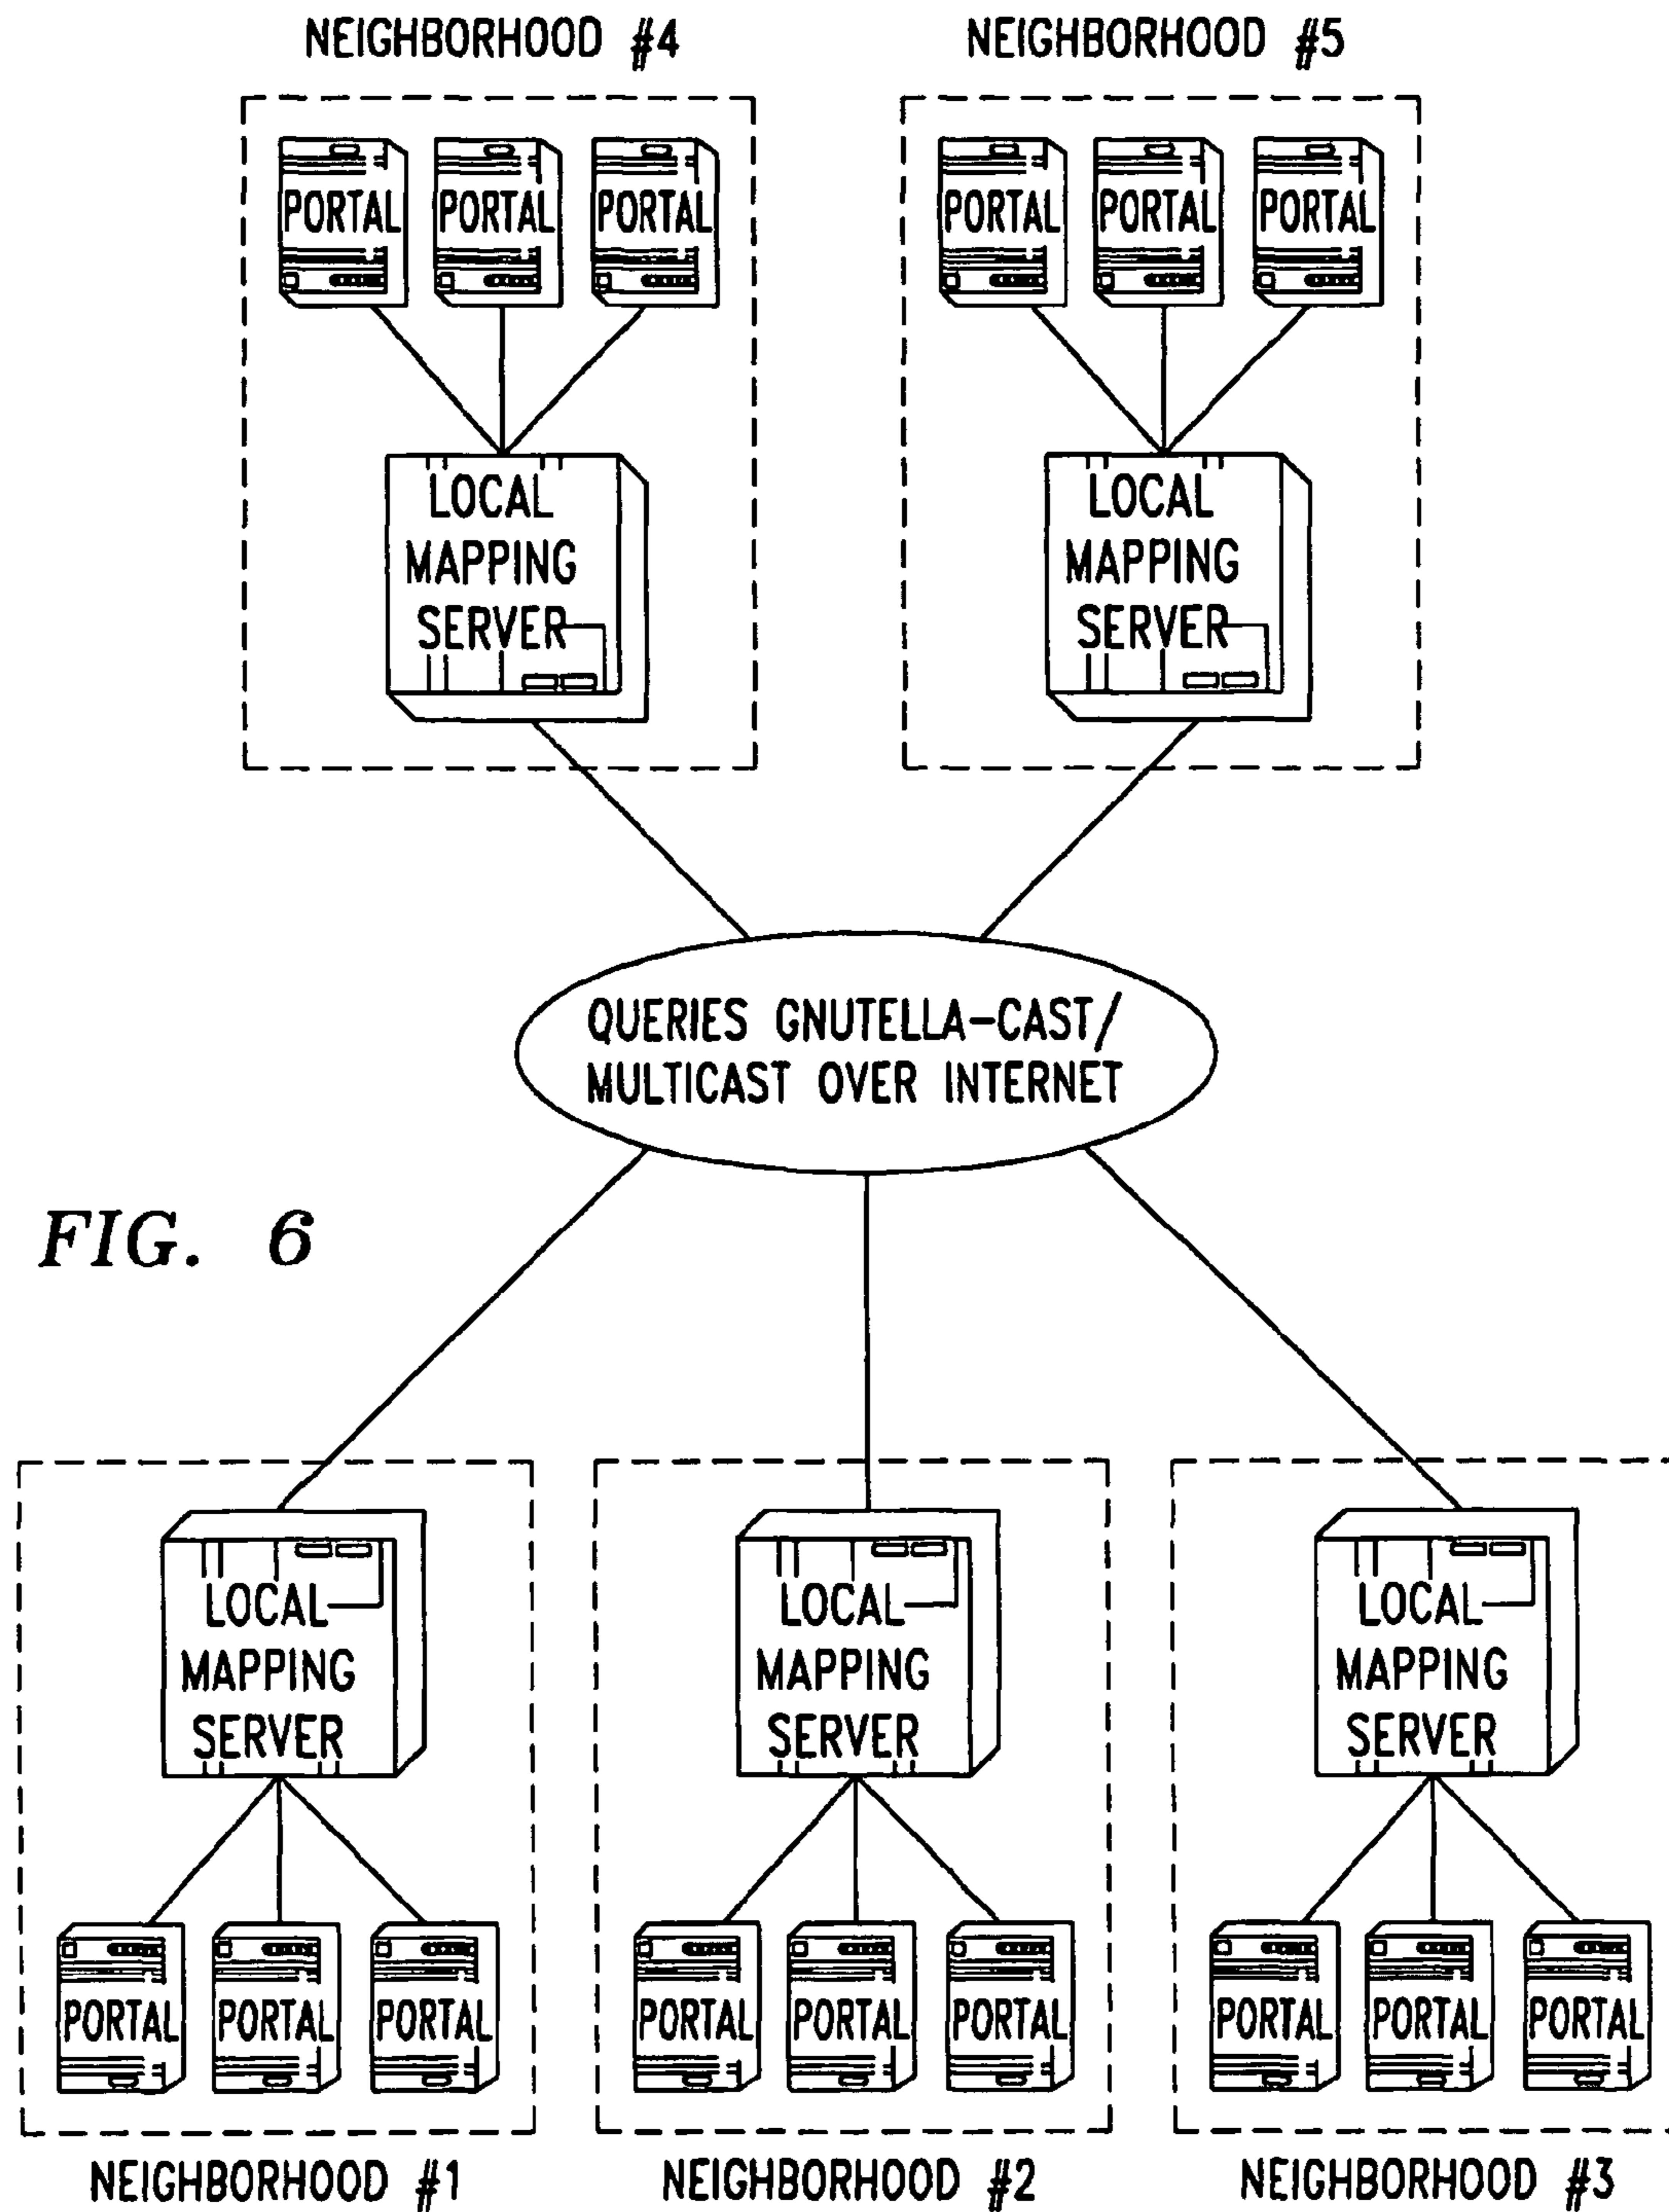 NEIGHBORHOOD #4
NEIGHBORHOOD #5
PORTAL
PORTAL
PORTAL
PORTAL
PORTAL
PORTAL
LOCAL
MAPPING
SERVER
LOCAL
MAPPING
SERVER
QUERIES GNUTELLA-CAST/
MULTICAST OVER INTERNET
FIG. 6
LOCAL
MAPPING
SERVER
LOCAL
MAPPING
SERVER
LOCAL
MAPPING
SERVER
PORTAL
PORTAL
PORTAL
PORTAL
PORTAL
PORTAL
PORTAL
PORTAL
PORTAL
NEIGHBORHOOD #1
NEIGHBORHOOD #2
NEIGHBORHOOD #3